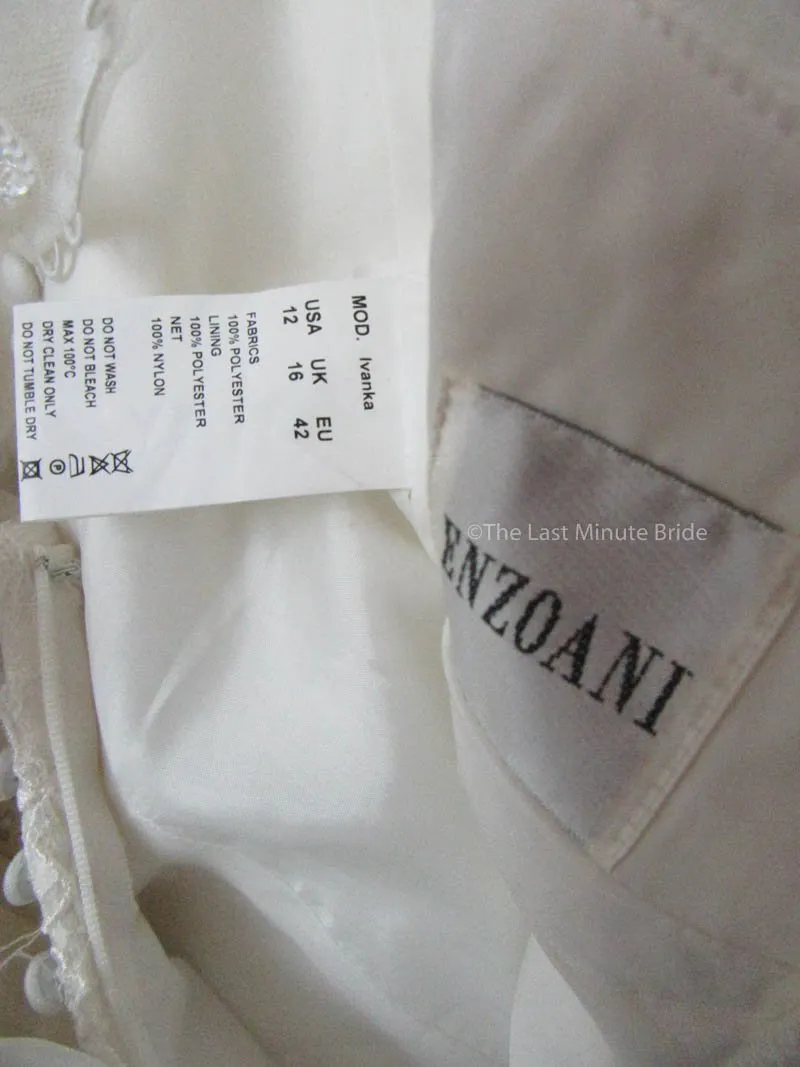 MOD. Ivanka
USA UK EU
12 16 42
FABRICS
100% POLYESTER
LINING
100% POLYESTER
NET
100% NYLON
DO NOT WASH
DO NOT BLEACH
MAX 100°C
DRY CLEAN ONLY
DO NOT TUMBLE DRY
P
©The Last Minute Bride
ENZOANI